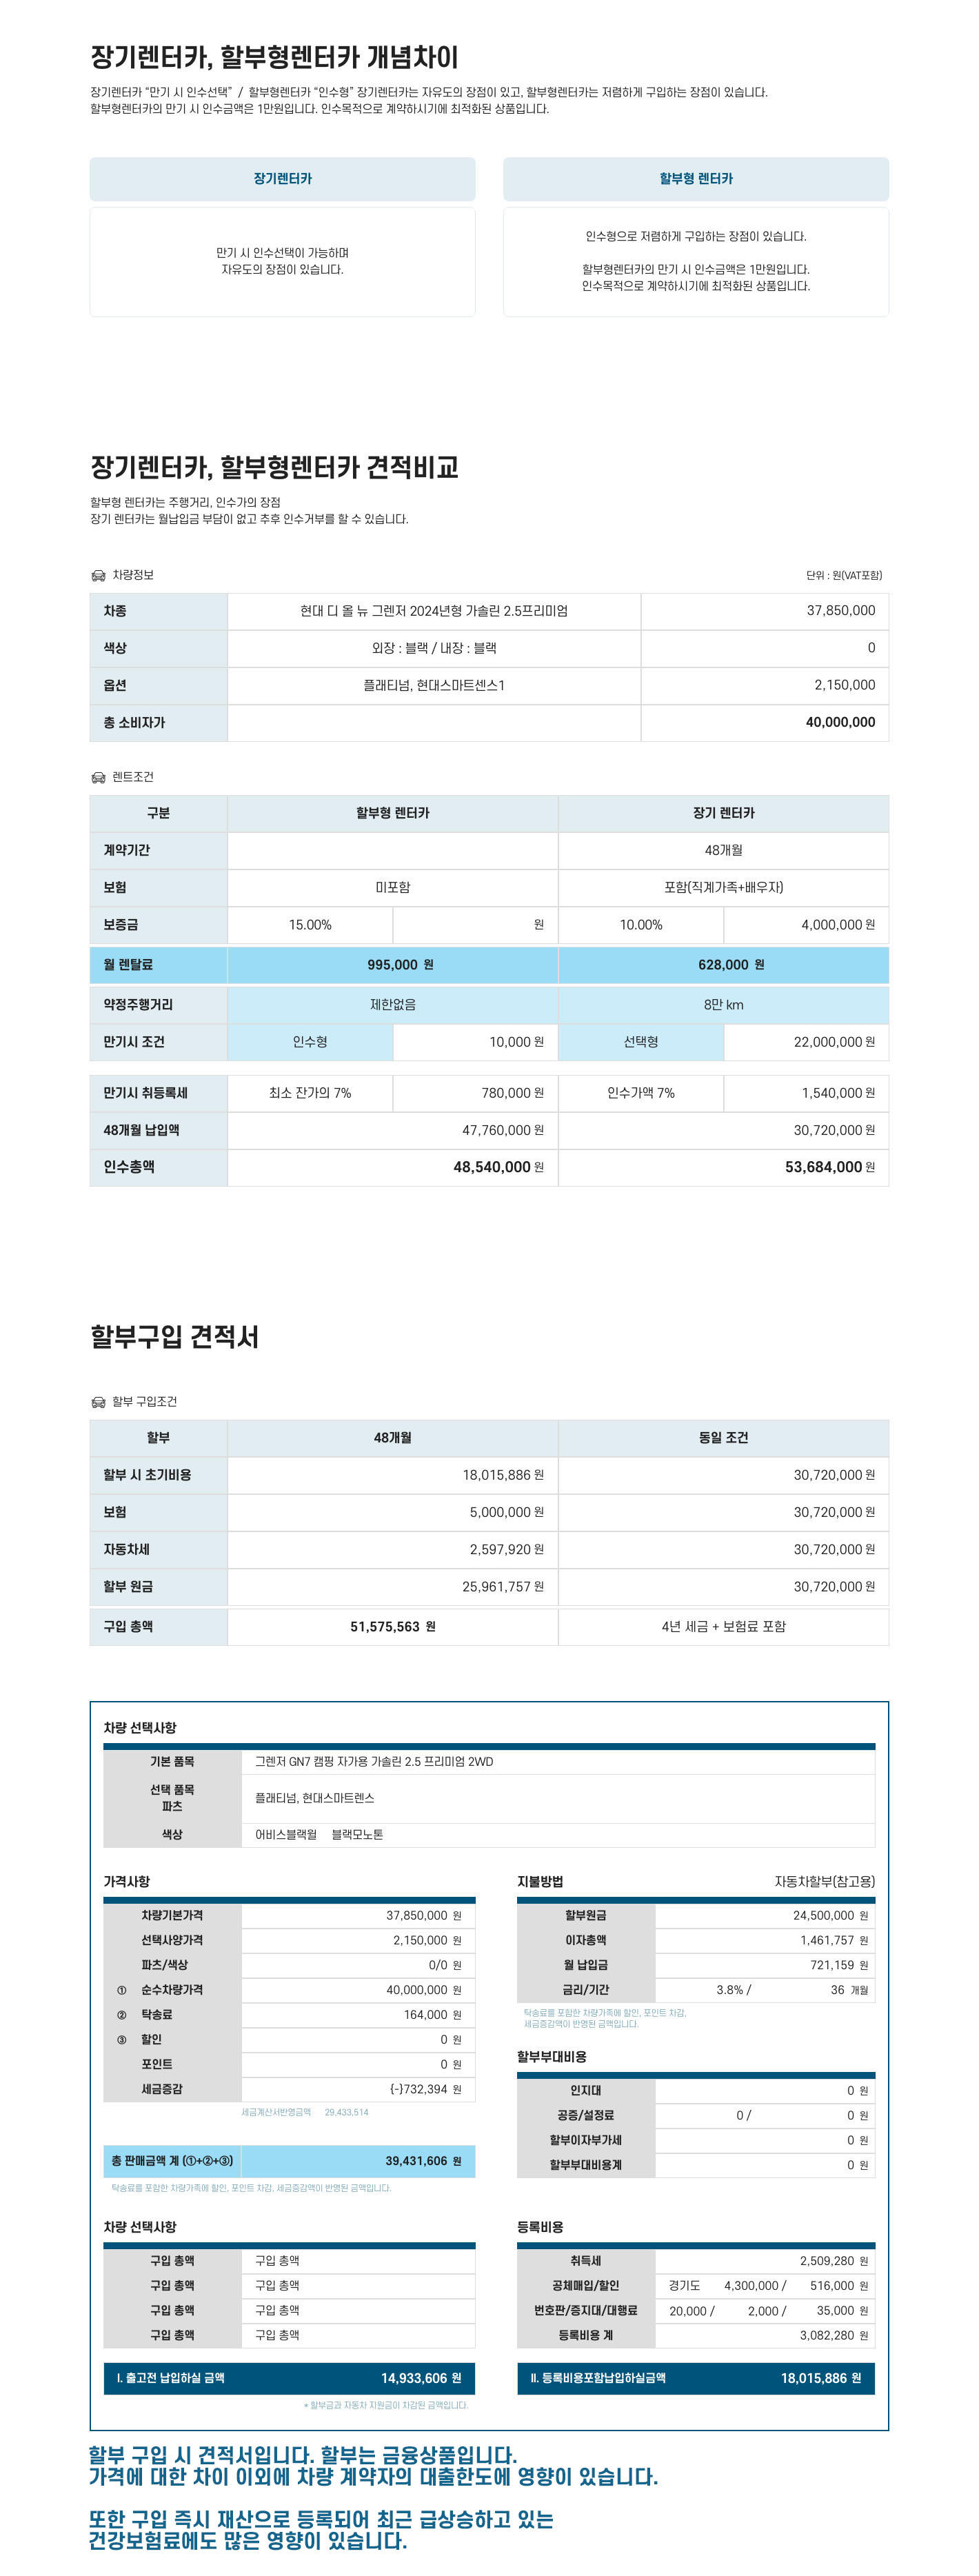 장기렌터카, 할부형렌터카 개념차이
장기렌터카 “만기 시 인수선택” / 할부형렌터카 “인수형” 장기렌터카는 자유도의 장점이 있고, 할부형렌터카는 저렴하게 구입하는 장점이 있습니다.
할부형렌터카의 만기 시 인수금액은 1만원입니다. 인수목적으로 계약하시기에 최적화된 상품입니다.
장기렌터카
만기 시 인수선택이 가능하며
자유도의 장점이 있습니다.
할부형 렌터카
인수형으로 저렴하게 구입하는 장점이 있습니다.
할부형렌터카의 만기 시 인수금액은 1만원입니다.
인수목적으로 계약하시기에 최적화된 상품입니다.
장기렌터카, 할부형렌터카 견적비교
할부형 렌터카는 주행거리, 인수가의 장점
장기 렌터카는 월납입금 부담이 없고 추후 인수거부를 할 수 있습니다.
차량정보 단위 : 원(VAT포함)
차종 현대 디 올 뉴 그렌저 2024년형 가솔린 2.5프리미엄 37,850,000
색상 외장 : 블랙 / 내장 : 블랙 0
옵션 플래티넘, 현대스마트센스1 2,150,000
총 소비자가 40,000,000
렌트조건
구분 할부형 렌터카 장기 렌터카
계약기간 48개월
보험 미포함 포함(직계가족+배우자)
보증금 15.00% 원 10.00% 4,000,000 원
월 렌탈료 995,000 원 628,000 원
약정주행거리 제한없음 8만 km
만기시 조건 인수형 10,000 원 선택형 22,000,000 원
만기시 취등록세 최소 잔가의 7% 780,000 원 인수가액 7% 1,540,000 원
48개월 납입액 47,760,000 원 30,720,000 원
인수총액 48,540,000 원 53,684,000 원
할부구입 견적서
할부 구입조건
할부 48개월 동일 조건
할부 시 초기비용 18,015,886 원 30,720,000 원
보험 5,000,000 원 30,720,000 원
자동차세 2,597,920 원 30,720,000 원
할부 원금 25,961,757 원 30,720,000 원
구입 총액 51,575,563 원 4년 세금 + 보험료 포함
차량 선택사항
기본 품목 그렌저 GN7 캠핑 자가용 가솔린 2.5 프리미엄 2WD
선택 품목
파츠
플래티넘, 현대스마트렌스
색상 어비스블랙월 블랙모노톤
가격사항
차량기본가격 37,850,000 원
선택사양가격 2,150,000 원
파츠/색상 0/0 원
① 순수차량가격 40,000,000 원
② 탁송료 164,000 원
③ 할인 0 원
포인트 0 원
세금증감 {-}732,394 원
세금계산서반영금액 29,433,514
총 판매금액 계 (①+②+③) 39,431,606 원
탁송료를 포함한 차량가족에 할인, 포인트 차감, 세금증감액이 반영된 금액입니다.
지불방법 자동차할부(참고용)
할부원금 24,500,000 원
이자총액 1,461,757 원
월 납입금 721,159 원
금리/기간 3.8% / 36 개월
탁송료를 포함한 차량가족에 할인, 포인트 차감,
세금증감액이 반영된 금액입니다.
할부부대비용
인지대 0 원
공증/설정료 0 / 0 원
할부이자부가세 0 원
할부부대비용계 0 원
차량 선택사항
구입 총액 구입 총액
구입 총액 구입 총액
구입 총액 구입 총액
구입 총액 구입 총액
Ⅰ. 출고전 납입하실 금액 14,933,606 원
* 할부금과 자동차 지원금이 차감된 금액입니다.
등록비용
취득세 2,509,280 원
공체매입/할인 경기도 4,300,000 / 516,000 원
번호판/증지대/대행료 20,000 / 2,000 / 35,000 원
등록비용 계 3,082,280 원
Ⅱ. 등록비용포함납입하실금액 18,015,886 원
할부 구입 시 견적서입니다. 할부는 금융상품입니다.
가격에 대한 차이 이외에 차량 계약자의 대출한도에 영향이 있습니다.
또한 구입 즉시 재산으로 등록되어 최근 급상승하고 있는
건강보험료에도 많은 영향이 있습니다.